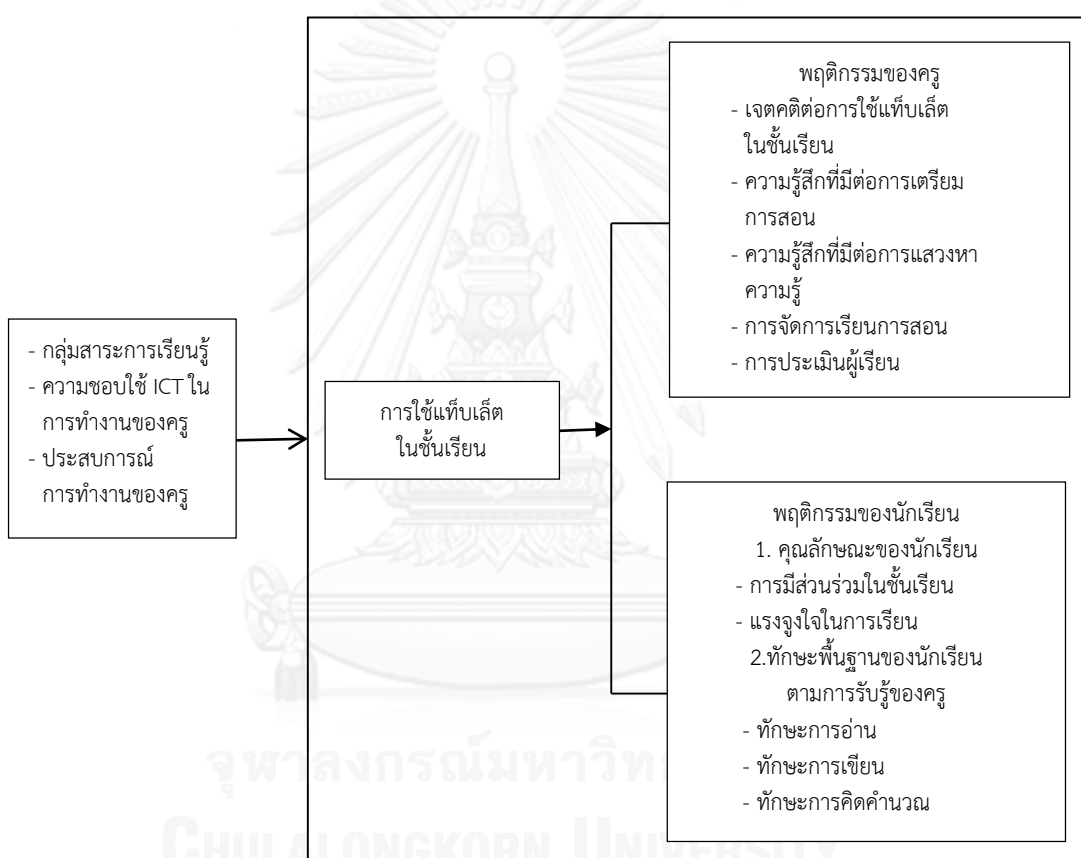 พฤติกรรมของครู
- เจตคติต่อการใช้แท็บเล็ต
ในชั้นเรียน
- ความรู้สึกที่มีต่อการเตรียม
การสอน
- ความรู้สึกที่มีต่อการแสวงหา
ความรู้
- การจัดการเรียนการสอน
- การประเมินผู้เรียน
- กลุ่มสาระการเรียนรู้
- ความชอบใช้ ICT ใน
การทำงานของครู
- ประสบการณ์
การทำงานของครู
การใช้แท็บเล็ต
ในชั้นเรียน
พฤติกรรมของนักเรียน
1. คุณลักษณะของนักเรียน
- การมีส่วนร่วมในชั้นเรียน
- แรงจูงใจในการเรียน
2.ทักษะพื้นฐานของนักเรียน
ตามการรับรู้ของครู
- ทักษะการอ่าน
- ทักษะการเขียน
- ทักษะการคิดคำนวณ
จุฬาลงกรณ์มหาวิท
CHULALONGKORN UNIVERSITY